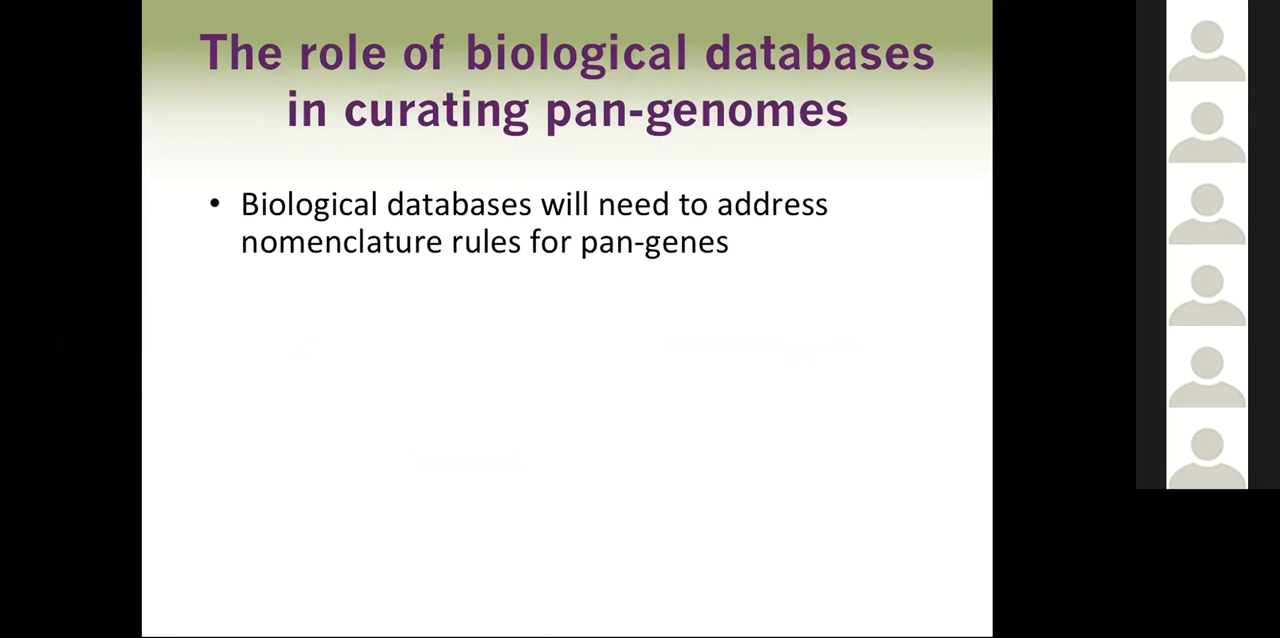 The role of biological databases
in curating pan-genomes
• Biological databases will need to address
nomenclature rules for pan-genes